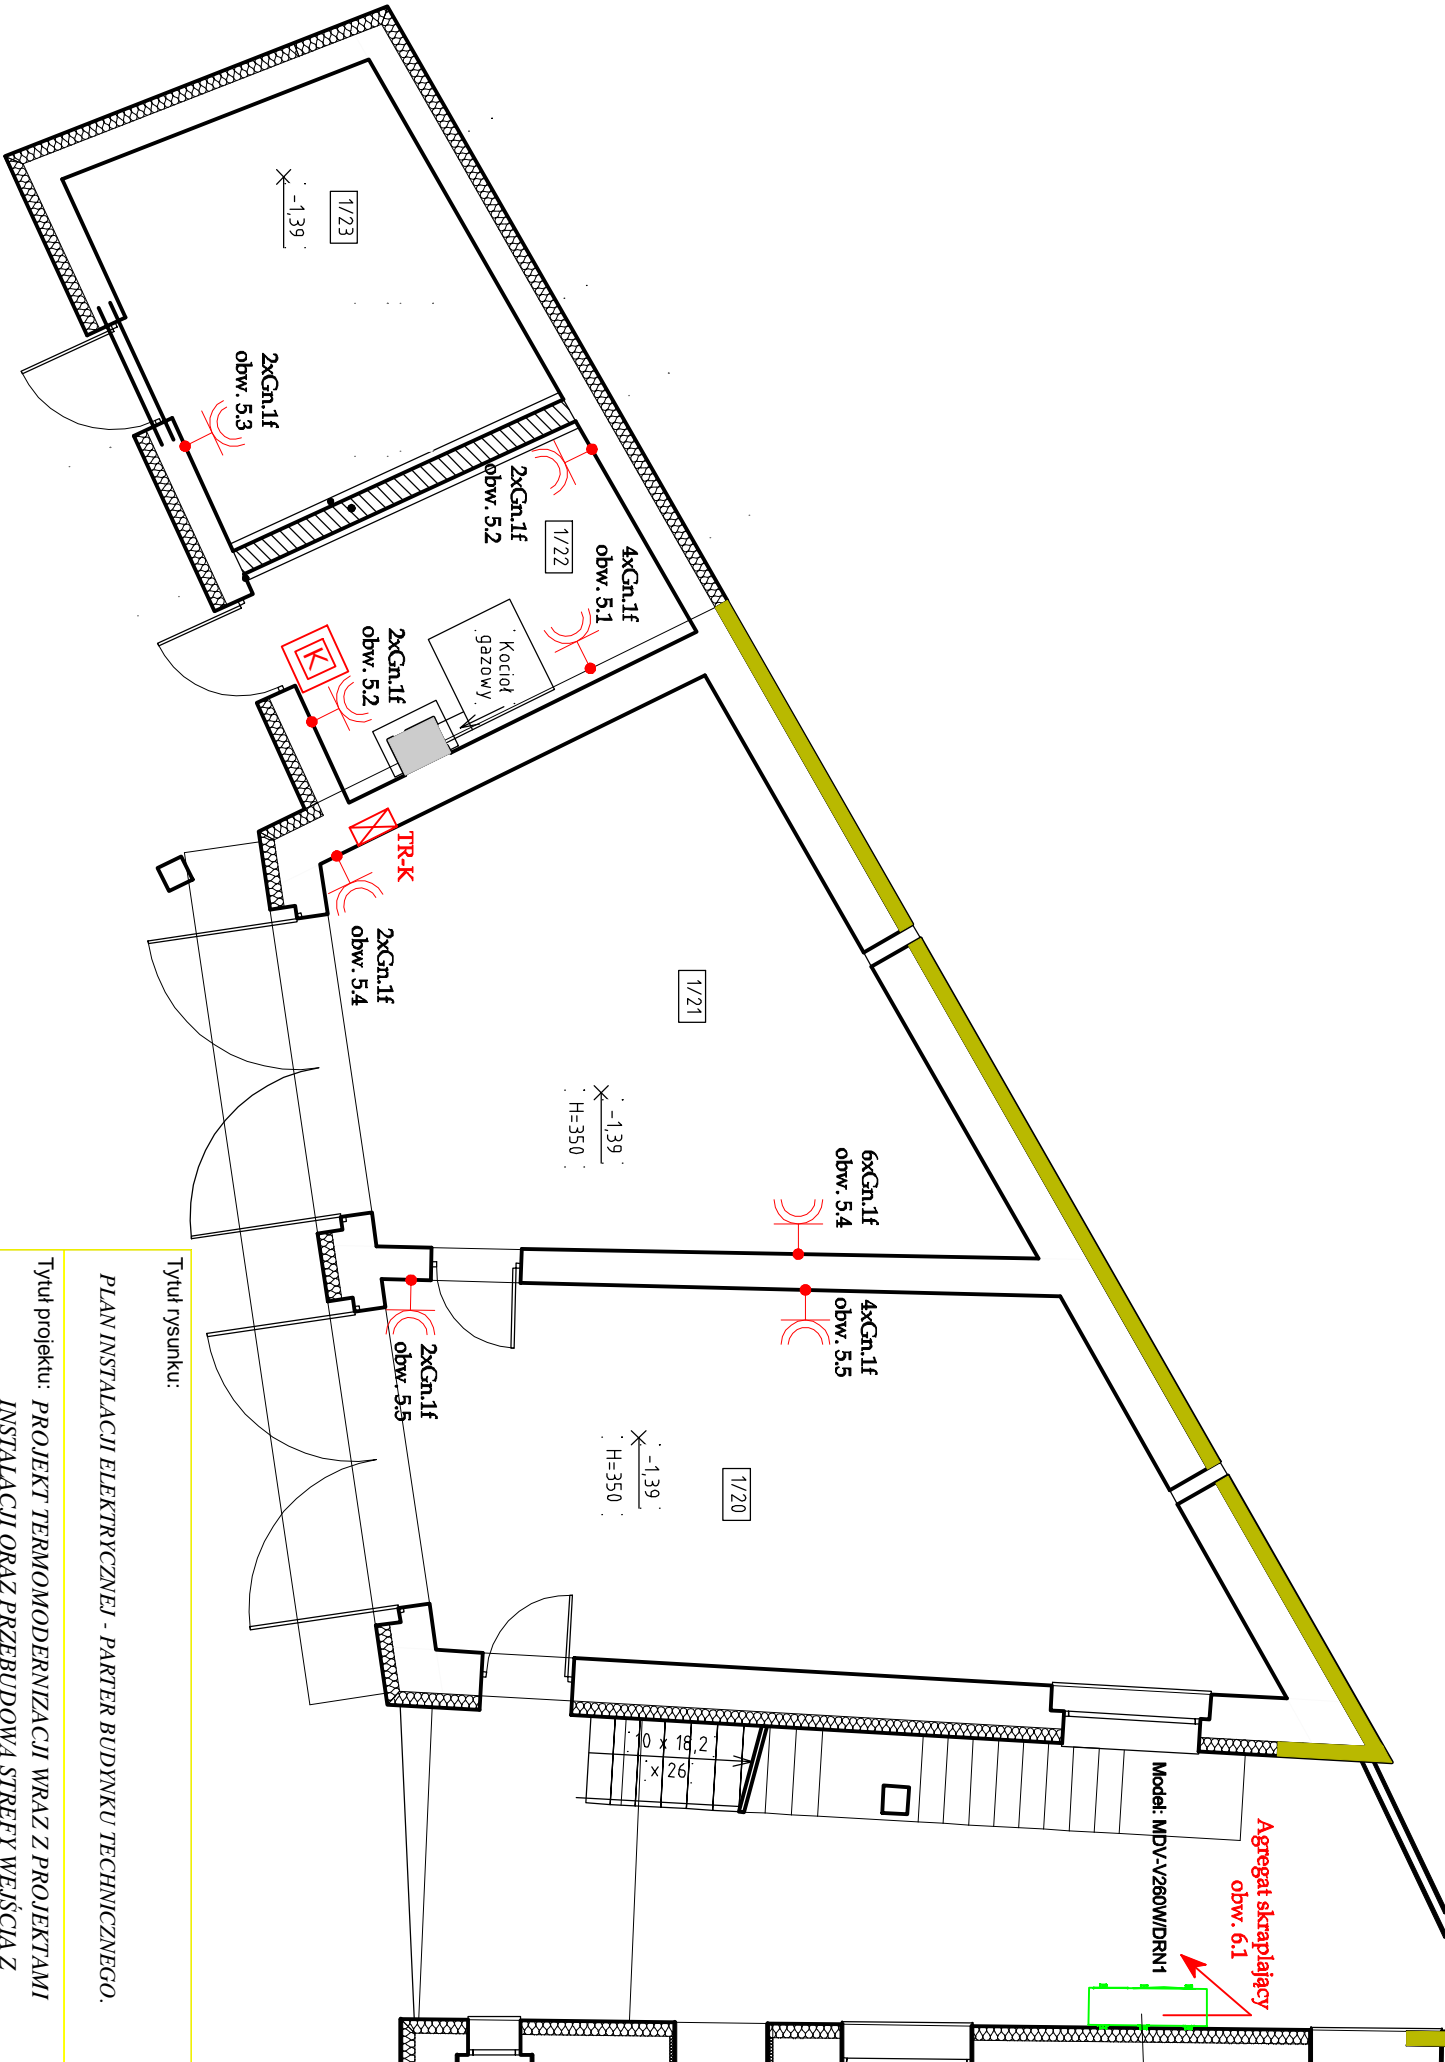 1/23
-1,39
2xGn.1f
obw. 5.3
2xGn.1f
obw. 5.2
1/22
4xGn.1f
obw. 5.1
Kocioł
gazowy
2xGn.1f
obw. 5.2
K
TR-K
2xGn.1f
obw. 5.4
1/21
-1,39
H=350
6xGn.1f
obw. 5.4
4xGn.1f
obw. 5.5
2xGn.1f
obw. 5.5
1/20
-1,39
H=350
10 x 18,2
x 26
Model: MDV-V260W/DRN1
Agregat skraplający
obw. 6.1
Tytuł rysunku:
PLAN INSTALACJI ELEKTRYCZNEJ - PARTER BUDYNKU TECHNICZNEGO.
Tytuł projektu: PROJEKT TERMOMODERNIZACJI WRAZ Z PROJEKTAMI
INSTALACJI ORAZ PRZEBUDOWA STREFY WEJŚCIA Z